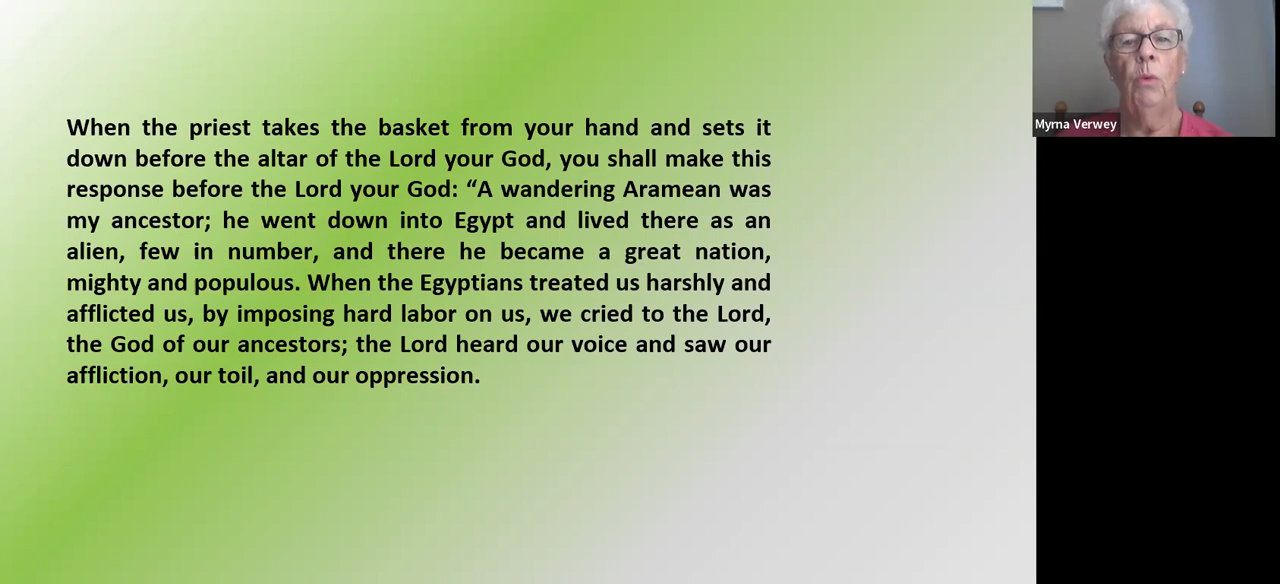 When the priest takes the basket from your hand and sets it
down before the altar of the Lord your God, you shall make this
response before the Lord your God: “A wandering Aramean was
my ancestor; he went down into Egypt and lived there as an
alien, few in number, and there he became a great nation,
mighty and populous. When the Egyptians treated us harshly and
afflicted us, by imposing hard labor on us, we cried to the Lord,
the God of our ancestors; the Lord heard our voice and saw our
affliction, our toil, and our oppression.
Myrna Verwey